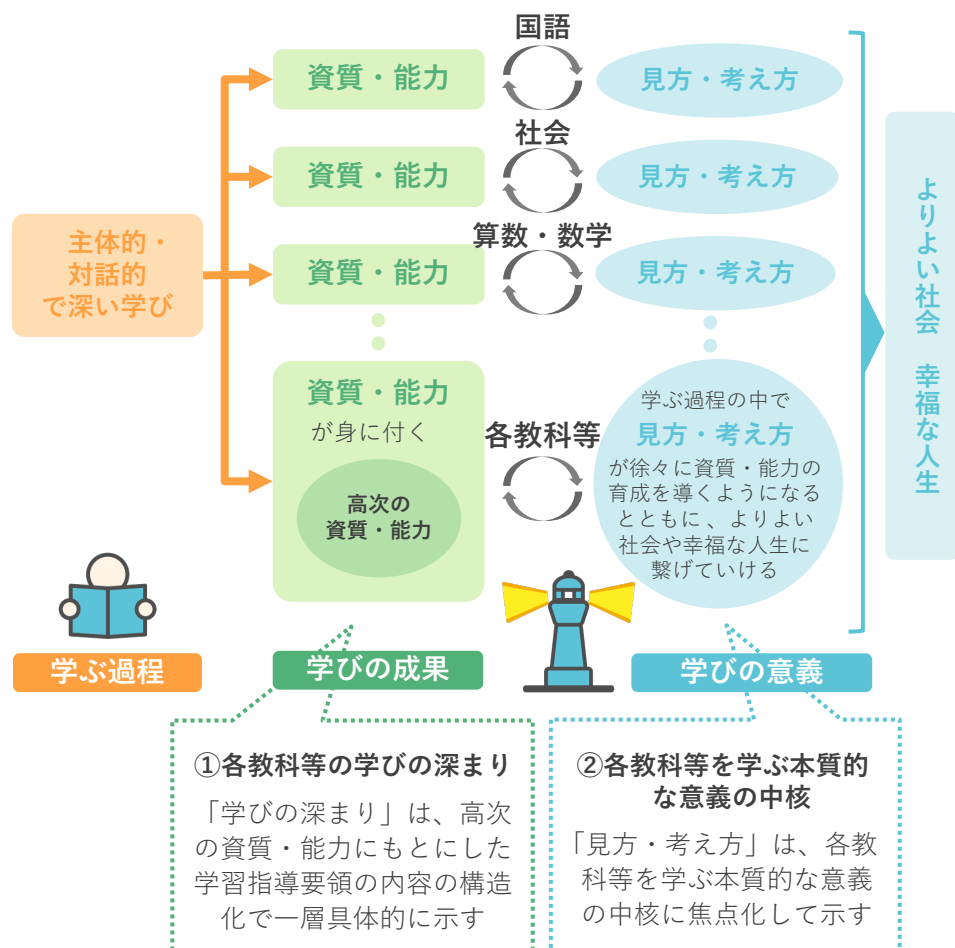 国語
資質・能力
見方・考え方
社会
資質・能力
見方・考え方
算数・数学
資質・能力
見方・考え方
主体的・
対話的
で深い学び
資質・能力
が身に付く
高次の
資質・能力
各教科等
学ぶ過程の中で
見方・考え方
が徐々に資質・能力の
育成を導くようになる
とともに 、よりよい
社会や幸福な人生に
繋げていける
よりよい社会　幸福な人生
学ぶ過程
学びの成果
学びの意義
①各教科等の学びの深まり
「学びの深まり」は、高次
の資質・能力にもとにした
学習指導要領の内容の構造
化で一層具体的に示す
②各教科等を学ぶ本質的
な意義の中核
「見方・考え方」は、各教
科等を学ぶ本質的な意義
の中核に焦点化して示す